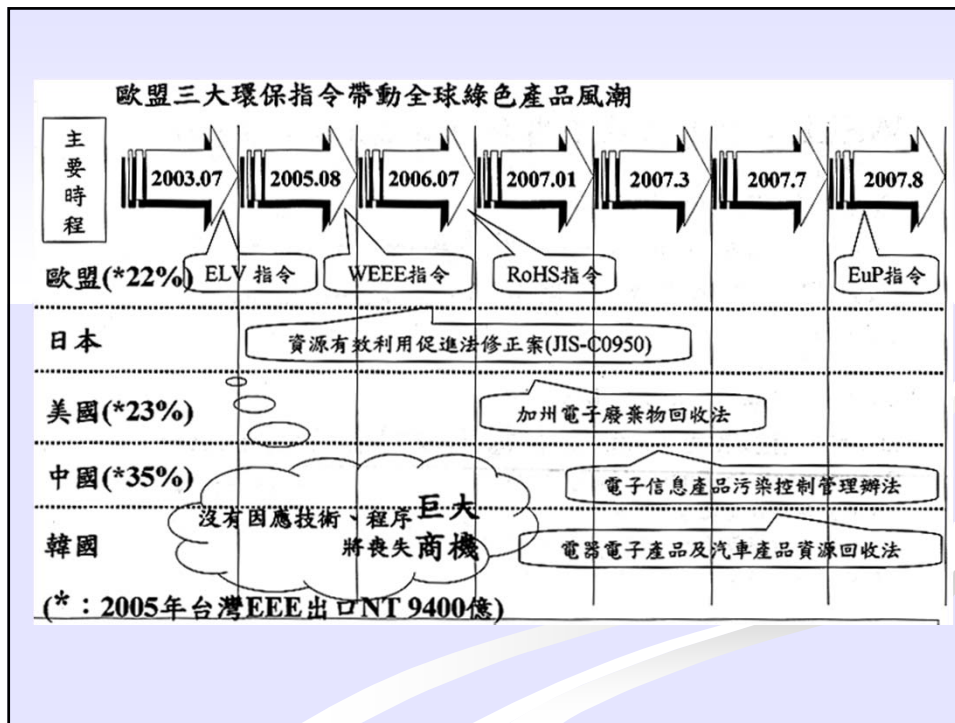 歐盟三大環保指令帶動全球綠色產品風潮
主要時程
2003.07 2005.08 2006.07 2007.01 2007.3 2007.7 2007.8
歐盟(*22%) ELV 指令 WEEE指令 RoHS指令 EuP指令
日本 資源有效利用促進法修正案(JIS-C0950)
美國(*23%) 加州電子廢棄物回收法
中國(*35%) 電子信息產品污染控制管理辦法
沒有因應技術、程序巨大
將喪失商機
韓國 電器電子產品及汽車產品資源回收法
(*：2005年台灣EEE出口NT 9400億)